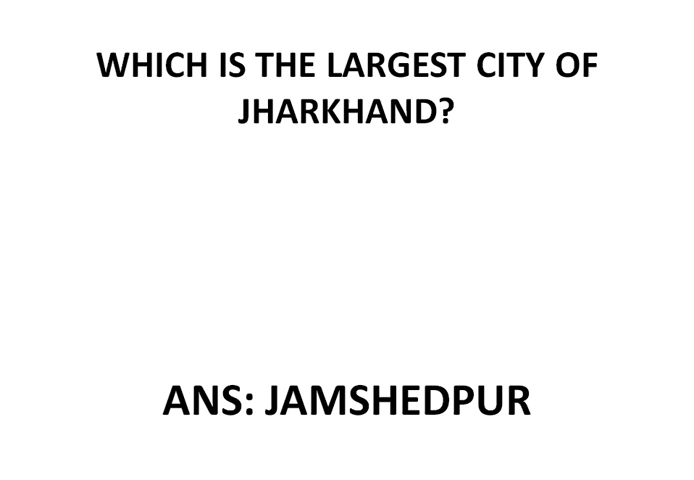 WHICH IS THE LARGEST CITY OF
JHARKHAND?
ANS: JAMSHEDPUR